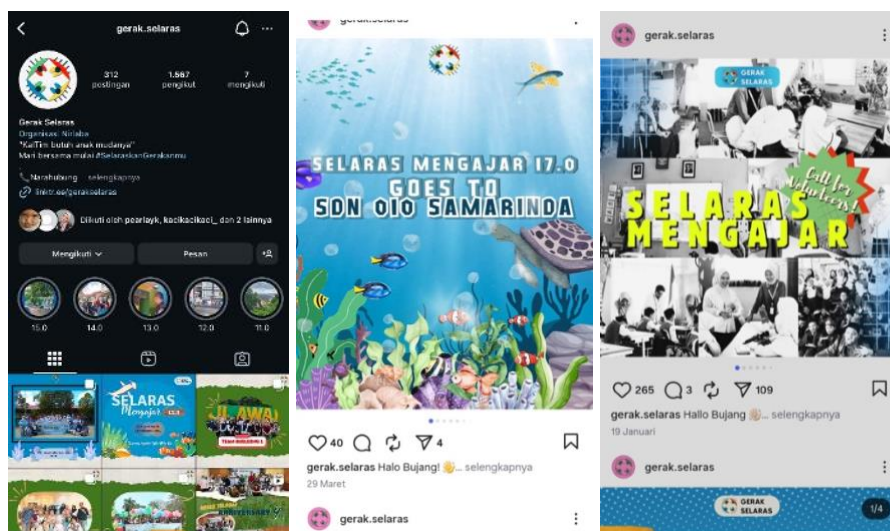 gerak.selaras
312
1.567
7
postingan
pengikut
mengikuti
Gerak Selaras
Organisasi Nirlaba
"KalTim butuh anak mudanya"
Mari bersama mulai #SelaraskanGerakanmu
Narahubung selengkapnya
linktr.ee/gerakselaras
Diikuti oleh pearlayk, kacikacikaci_ dan 2 lainnya
Mengikuti
Pesan
15.0
14.0
13.0
12.0
11.0
SELARAS
Mengajar
gerak.selaras
SELARAS MENGAJAR 17.0
GOES TO
SDN 010 SAMARINDA
40
4
gerak.selaras Halo Bujang! 👋... selengkapnya
29 Maret
gerak.selaras
gerak.selaras
GERAK
SELARAS
Call for
Volunteers!
SELARAS
MENGAJAR
265
3
109
gerak.selaras Hallo Bujang 👋... selengkapnya
19 Januari
gerak.selaras
GERAK
SELARAS
1/4